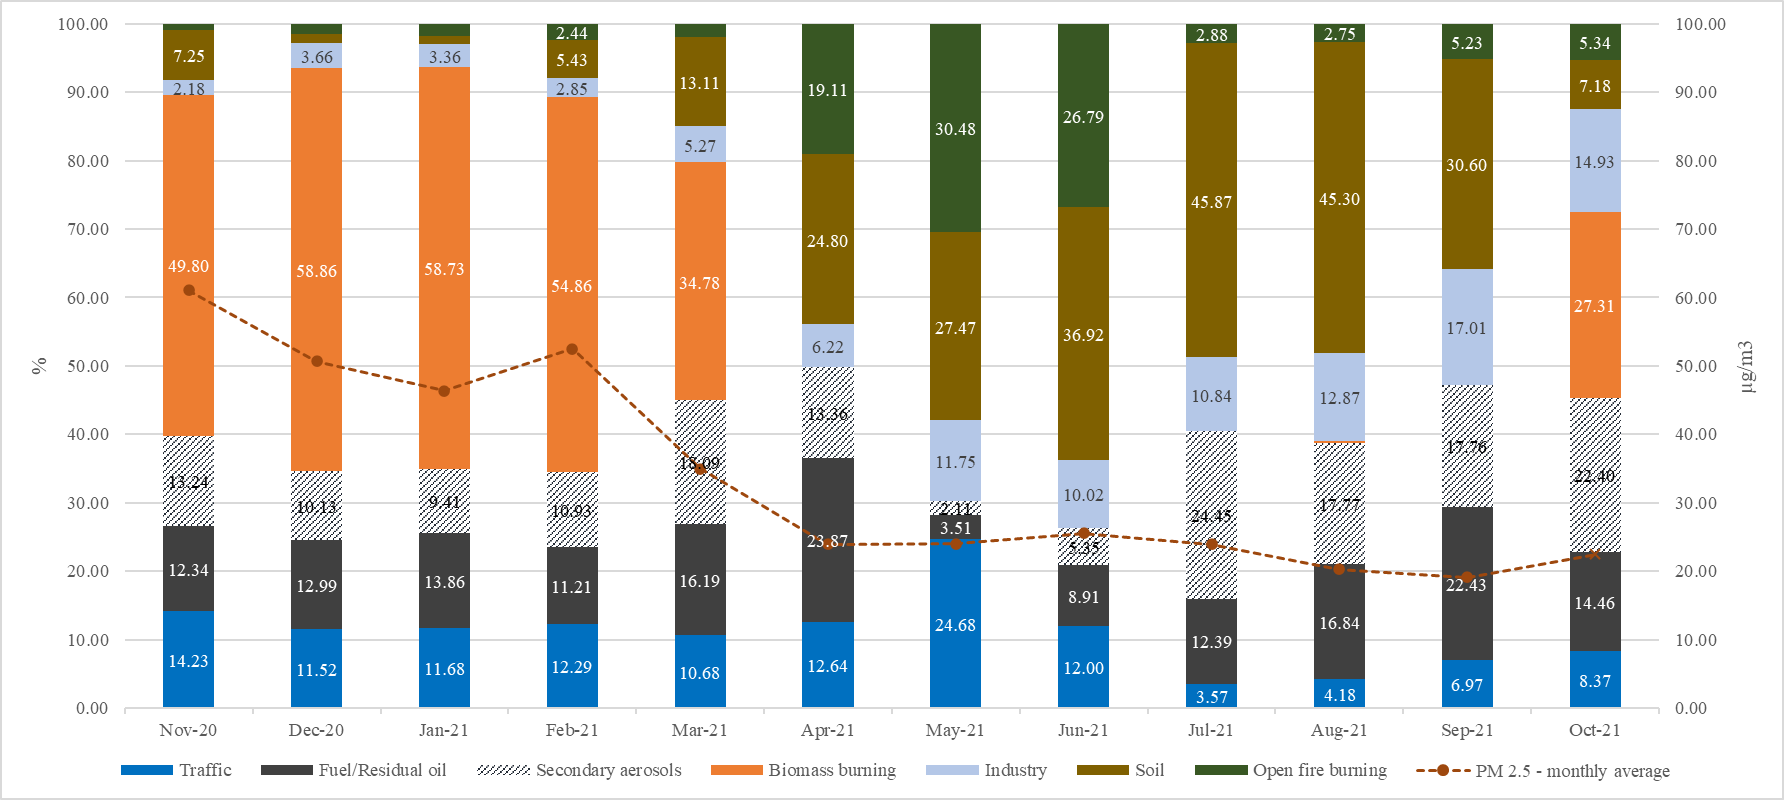 100.00 2.44 2.88 2.75 5.23 5.34 100.00
7.25 3.66 3.36 5.43 13.11 19.11 30.48 26.79 7.18
90.00 2.18 2.85 90.00
80.00 5.27 45.87 45.30 30.60 14.93 80.00
70.00 24.80 70.00
49.80 58.86 58.73 54.86 34.78 27.47 36.92 17.01 27.31
60.00 60.00
% 50.00 6.22 10.84 12.87 50.00 µg/m3
40.00 13.36 11.75 17.76 40.00
13.24 10.13 9.41 10.93 18.09 10.02 24.45 17.77 22.40
30.00 2.11 30.00
23.87 3.51 5.35
20.00 12.34 12.99 13.86 11.21 16.19 8.91 12.39 16.84 22.43 14.46 20.00
10.00 14.23 11.52 11.68 12.29 10.68 12.64 24.68 12.00 3.57 4.18 6.97 8.37 10.00
0.00 0.00
Nov-20 Dec-20 Jan-21 Feb-21 Mar-21 Apr-21 May-21 Jun-21 Jul-21 Aug-21 Sep-21 Oct-21
Traffic Fuel/Residual oil Secondary aerosols Biomass burning Industry Soil Open fire burning PM 2.5 - monthly average